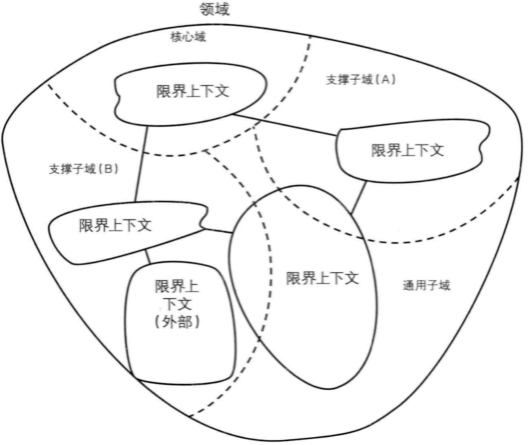 领域
核心域
支撑子域(A)
限界上下文
限界上下文
支撑子域(B)
限界上下文
限界上
下文
(外部)
限界上下文
通用子域